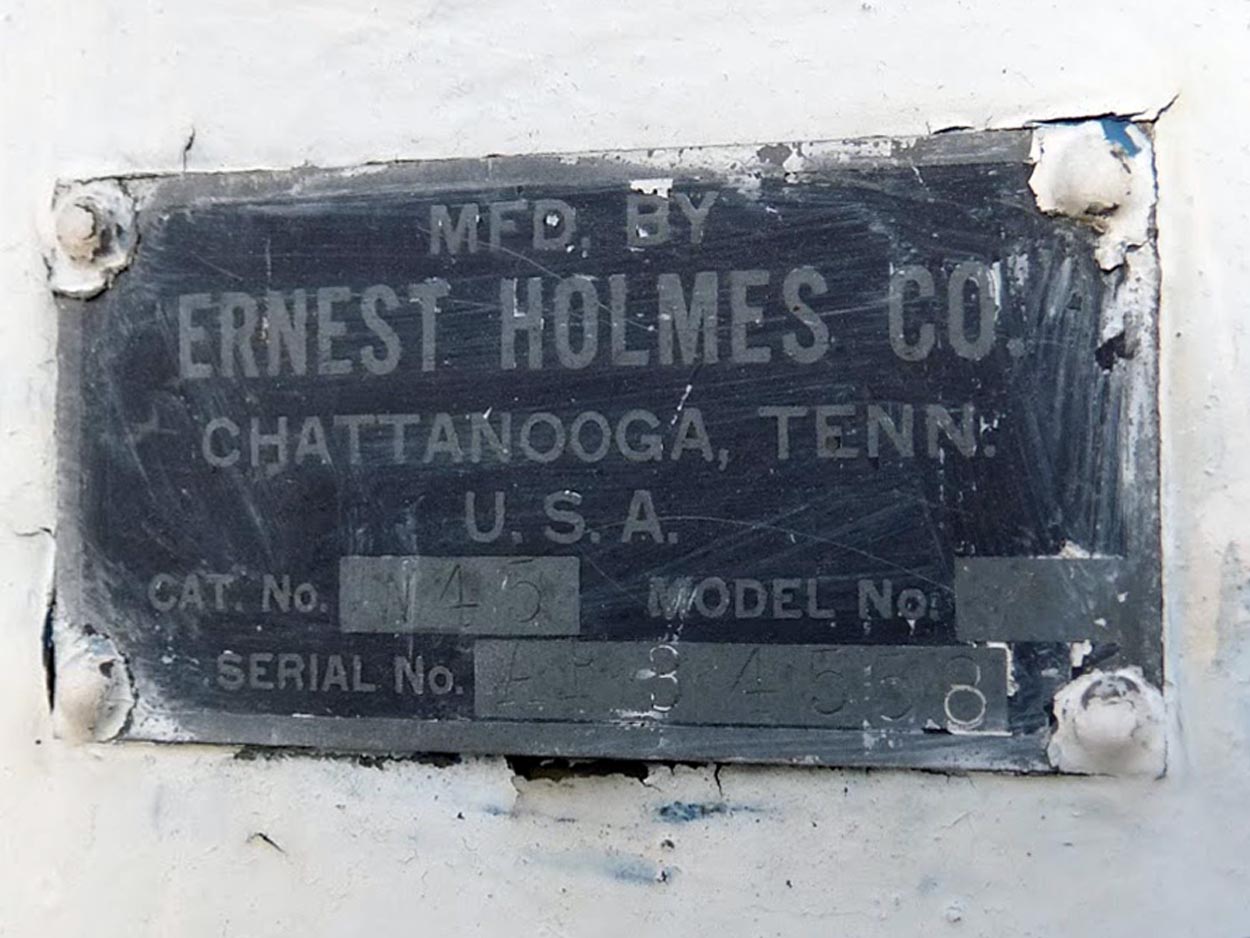 MFD. BY
ERNEST HOLMES CO.
CHATTANOOGA, TENN.
U. S. A.
CAT. No. W45 MODEL No.
SERIAL No.